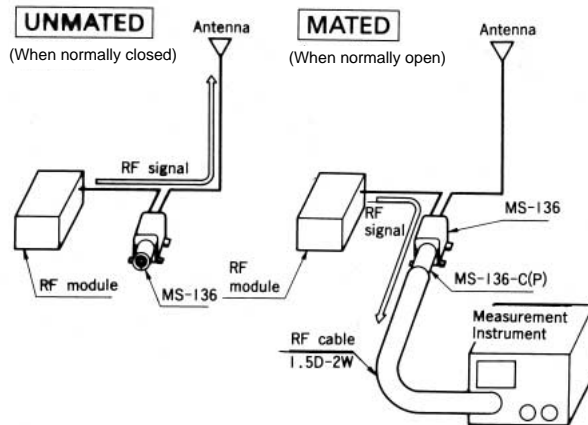 UNMATED
(When normally closed)
Antenna
RF signal
RF module
MS-136
MATED
(When normally open)
Antenna
RF
signal
MS-136
RF
module
MS-136-C(P)
Measurement
Instrument
RF cable
1.5D-2W